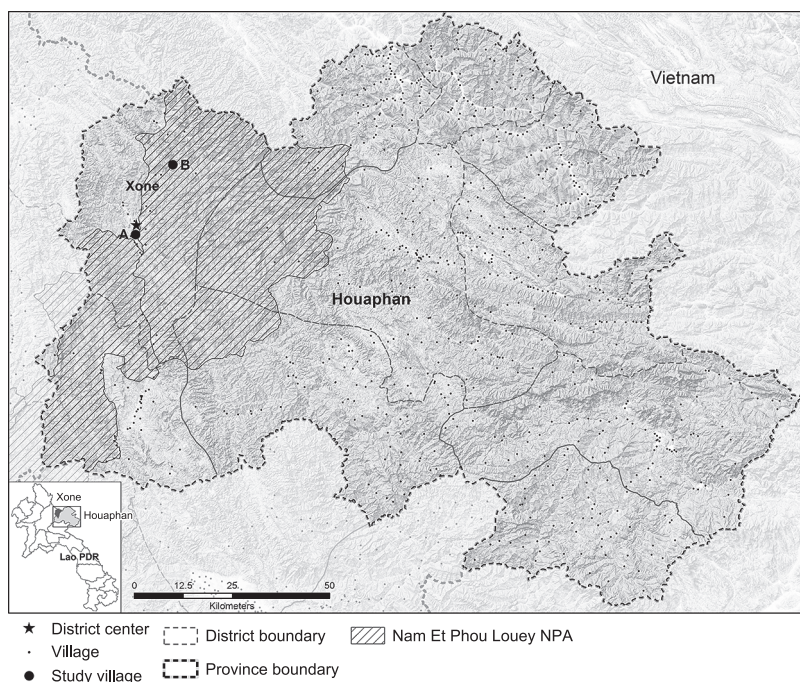 Vietnam
B
Xone
A
Houaphan
Xone
Houaphan
Lao PDR
0 12.5 25 50
Kilometers
District center
Village
Study village
District boundary
Province boundary
Nam Et Phou Louey NPA